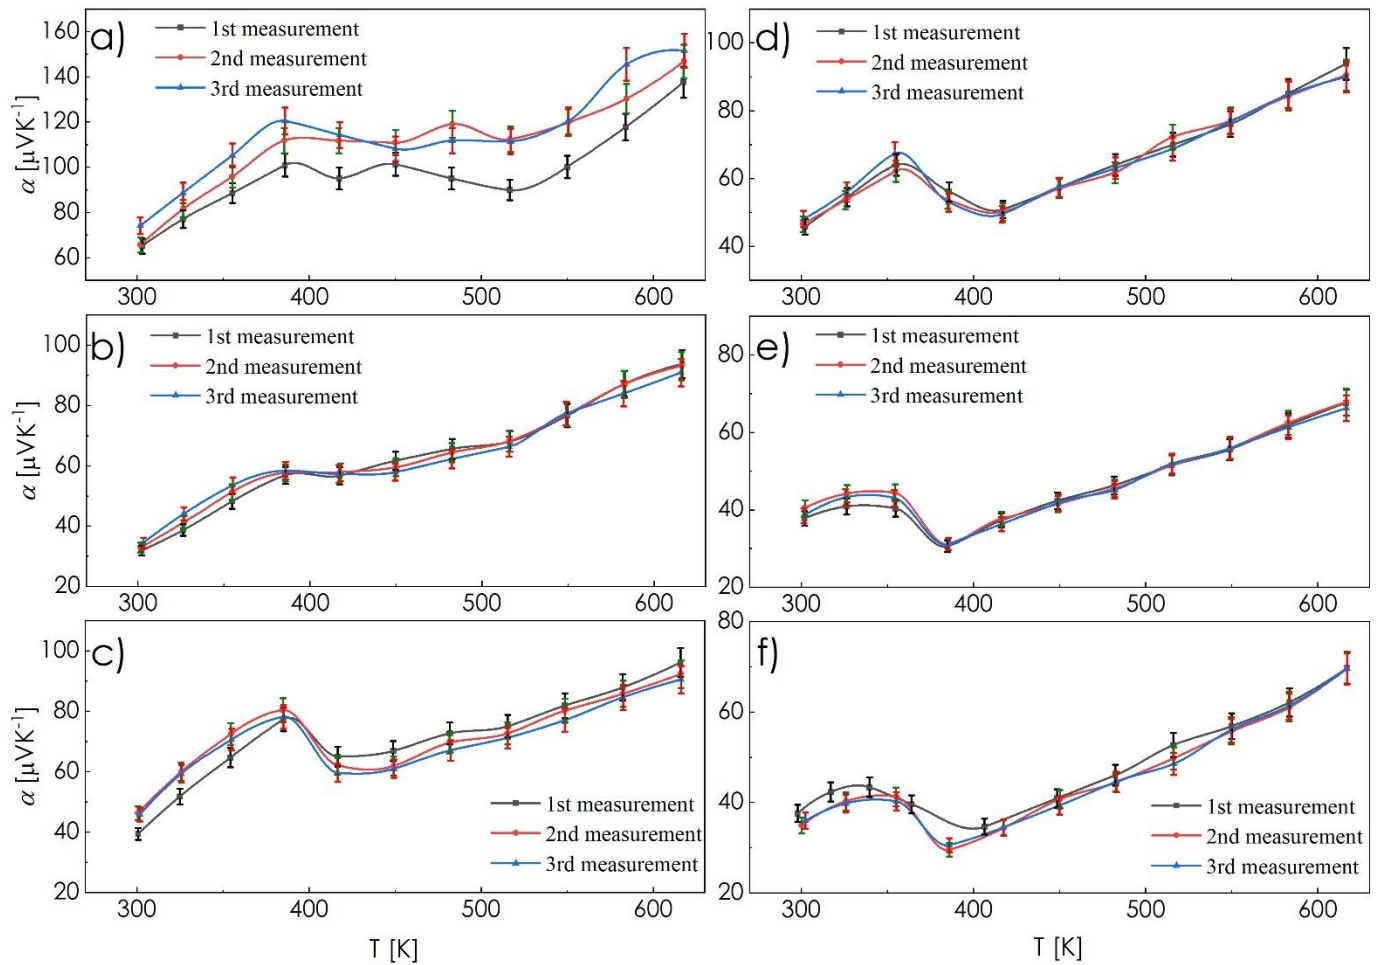 a)
1st measurement
2nd measurement
3rd measurement
α [μVK⁻¹]
160
140
120
100
80
60
300
400
500
600
d)
1st measurement
2nd measurement
3rd measurement
100
80
60
40
300
400
500
600
b)
1st measurement
2nd measurement
3rd measurement
α [μVK⁻¹]
100
80
60
40
20
300
400
500
600
e)
1st measurement
2nd measurement
3rd measurement
80
60
40
20
300
400
500
600
c)
1st measurement
2nd measurement
3rd measurement
α [μVK⁻¹]
100
80
60
40
20
300
400
500
600
T [K]
f)
1st measurement
2nd measurement
3rd measurement
80
60
40
20
300
400
500
600
T [K]